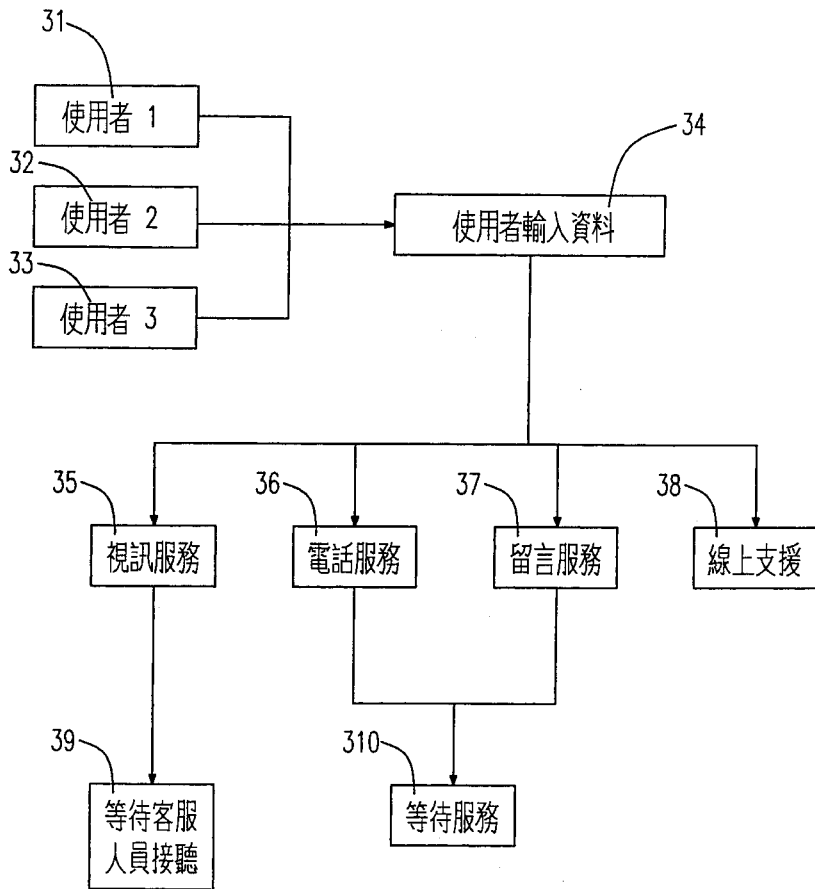 31
使用者 1
34
32
使用者 2
使用者輸入資料
33
使用者 3
35
36
37
38
視訊服務
電話服務
留言服務
線上支援
39
310
等待客服
人員接聽
等待服務